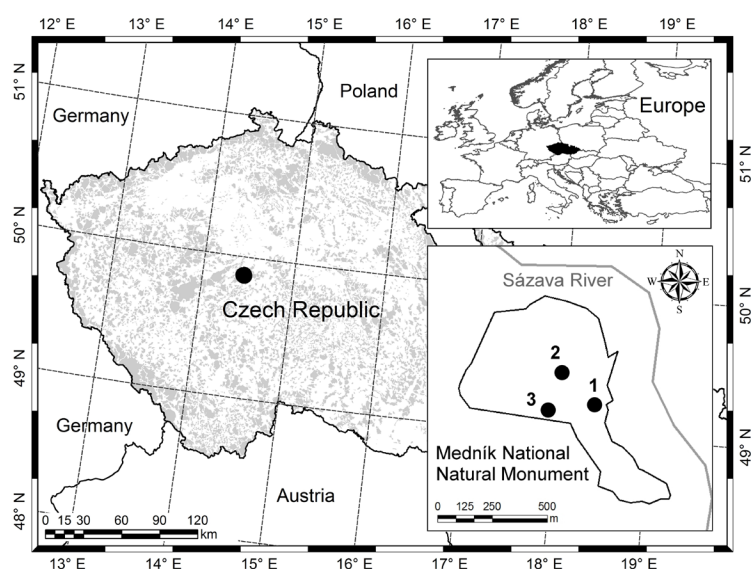 12° E 13° E 14° E 15° E 16° E 17° E 18° E 19° E
51° N
50° N
49° N
48° N
Germany
Poland
Czech Republic
Germany
Austria
0 15 30 60 90 120
km
Europe
Sázava River
N
W E
S
2
1
3
Medník National
Natural Monument
0 125 250 500
m
51° N
50° N
49° N
13° E 14° E 15° E 16° E 17° E 18° E 19° E